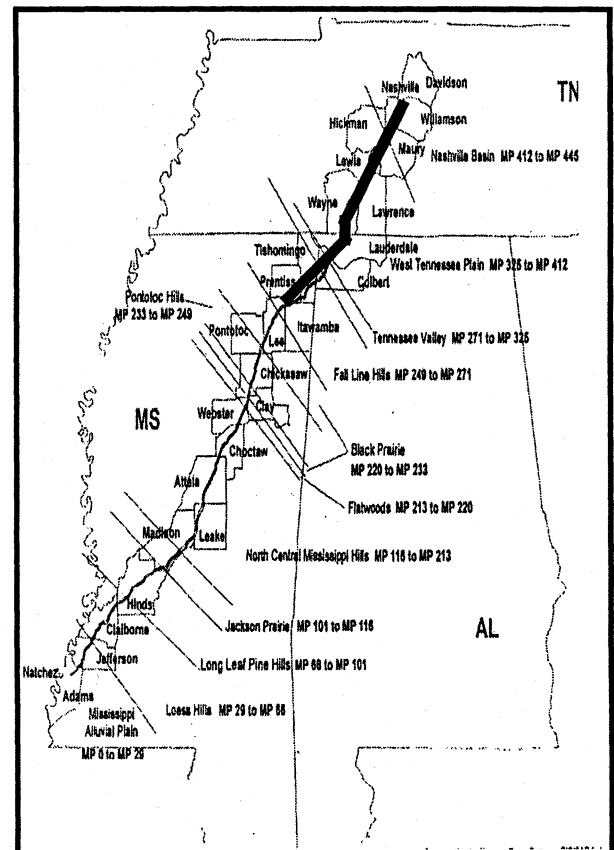 Nashville
Davidson
TN
Williamson
Hickman
Maury
Nashville Basin MP 412 to MP 445
Lewis
Wayne
Lawrence
Tishomingo
Lauderdale
West Tennessee Plain MP 325 to MP 412
Colbert
Prentiss
Pontotoc Hills
MP 233 to MP 249
Itawamba
Pontotoc
Lee
Tennessee Valley MP 271 to MP 325
Chickasaw
Fall Line Hills MP 249 to MP 271
MS
Webster
Clay
Choctaw
Black Prairie
MP 220 to MP 233
Attala
Flatwoods MP 213 to MP 220
Madison
Leake
North Central Mississippi Hills MP 116 to MP 213
Hinds
Jackson Prairie MP 101 to MP 116
AL
Claiborne
Jefferson
Long Leaf Pine Hills MP 66 to MP 101
Natchez
Adams
Loess Hills MP 29 to MP 66
Mississippi
Alluvial Plain
MP 0 to MP 29